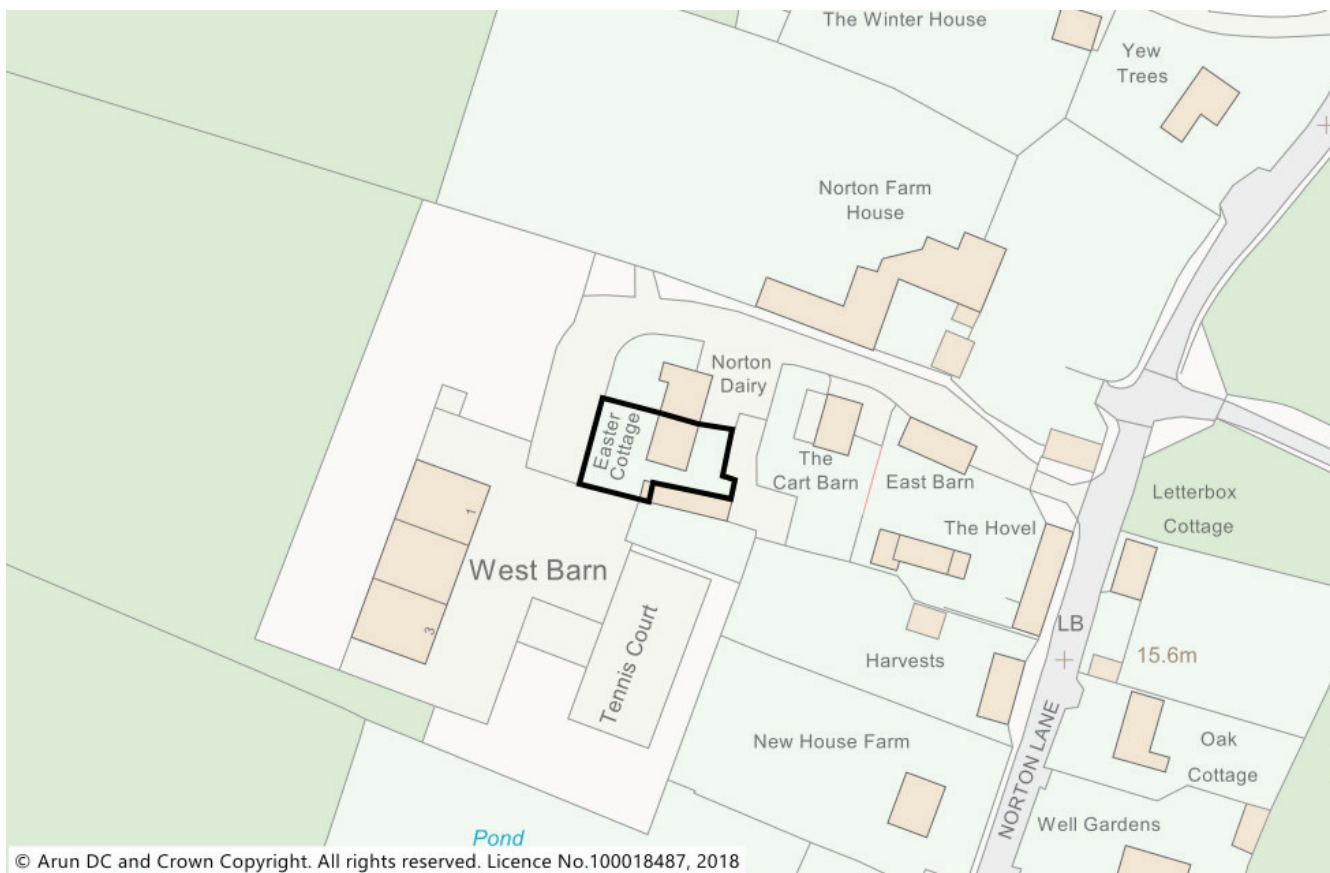 The Winter House
Yew
Trees
Norton Farm
House
Norton
Dairy
Easter
Cottage
The
Cart Barn
East Barn
Letterbox
Cottage
The Hovel
1
West Barn
3
Tennis Court
LB
15.6m
Harvests
New House Farm
NORTON LANE
Oak
Cottage
Well Gardens
Pond
© Arun DC and Crown Copyright. All rights reserved. Licence No.100018487, 2018